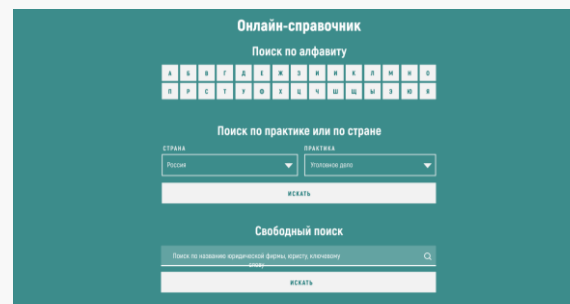 Онлайн-справочник
Поиск по алфавиту
А Б В Г Д Е Ж З И Й К Л М Н О
П Р С Т У Ф Х Ц Ч Ш Щ Ы Э Ю Я
Поиск по практике или по стране
СТРАНА ПРАКТИКА
Россия Уголовное дело
ИСКАТЬ
Свободный поиск
Поиск по названию юридической фирмы, юристу, ключевому
слову
ИСКАТЬ